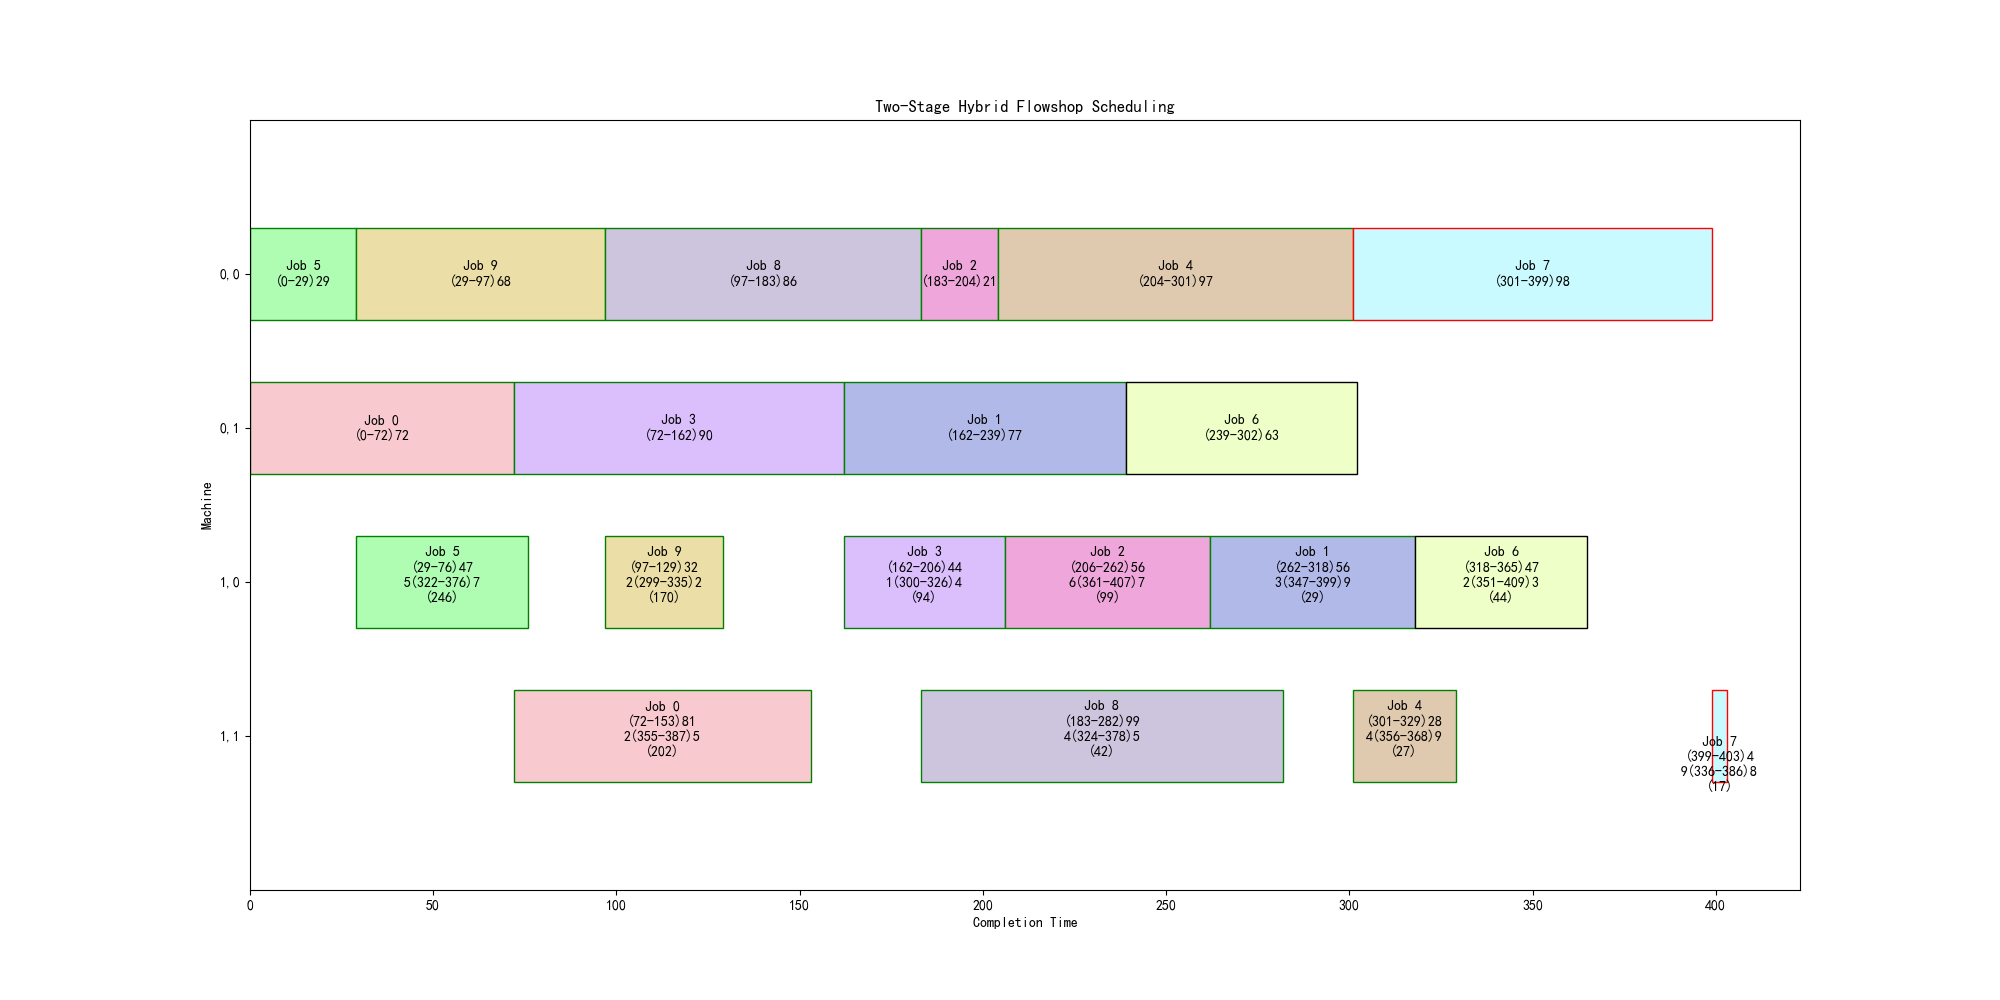 Two-Stage Hybrid Flowshop Scheduling
0,0
Job 5
(0-29)29
Job 9
(29-97)68
Job 8
(97-183)86
Job 2
(183-204)21
Job 4
(204-301)97
Job 7
(301-399)98
0,1
Job 0
(0-72)72
Job 3
(72-162)90
Job 1
(162-239)77
Job 6
(239-302)63
Machine
1,0
Job 5
(29-76)47
5(322-376)7
(246)
Job 9
(97-129)32
2(299-335)2
(170)
Job 3
(162-206)44
1(300-326)4
(94)
Job 2
(206-262)56
6(361-407)7
(99)
Job 1
(262-318)56
3(347-399)9
(29)
Job 6
(318-365)47
2(351-409)3
(44)
1,1
Job 0
(72-153)81
2(355-387)5
(202)
Job 8
(183-282)99
4(324-378)5
(42)
Job 4
(301-329)28
4(356-368)9
(27)
Job 7
(399-403)4
9(336-386)8
(17)
0
50
100
150
200
250
300
350
400
Completion Time